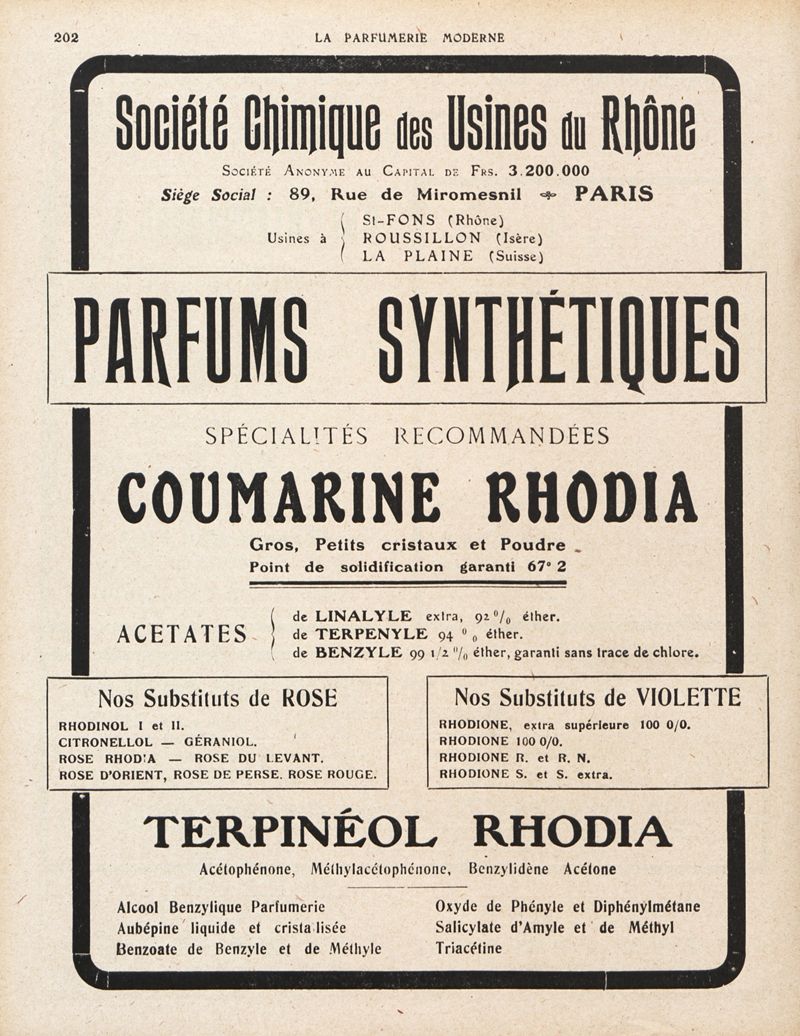 202
LA PARFUMERIE MODERNE
Société Chimique des Usines du Rhône
Société Anonyme au Capital de Frs. 3.200.000
Siège Social : 89, Rue de Miromesnil PARIS
Usines à
St-FONS (Rhône)
ROUSSILLON (Isère)
LA PLAINE (Suisse)
PARFUMS SYNTHÉTIQUES
SPÉCIALITÉS RECOMMANDÉES
COUMARINE RHODIA
Gros, Petits cristaux et Poudre
Point de solidification garanti 67° 2
ACETATES
de LINALYLE extra, 92 % éther.
de TERPENYLE 94 % éther.
de BENZYLE 99 1/2 % éther, garanti sans trace de chlore.
Nos Substituts de ROSE
RHODINOL I et II.
CITRONELLOL — GÉRANIOL.
ROSE RHOD'A — ROSE DU LEVANT.
ROSE D'ORIENT, ROSE DE PERSE. ROSE ROUGE.
Nos Substituts de VIOLETTE
RHODIONE, extra supérieure 100 0/0.
RHODIONE 100 0/0.
RHODIONE R. et R. N.
RHODIONE S. et S. extra.
TERPINÉOL RHODIA
Acétophénone, Méthylacétophénone, Benzylidène Acétone
Alcool Benzylique Parfumerie
Aubépine liquide et cristallisée
Benzoate de Benzyle et de Méthyle
Oxyde de Phényle et Diphénylmétane
Salicylate d'Amyle et de Méthyl
Triacétine